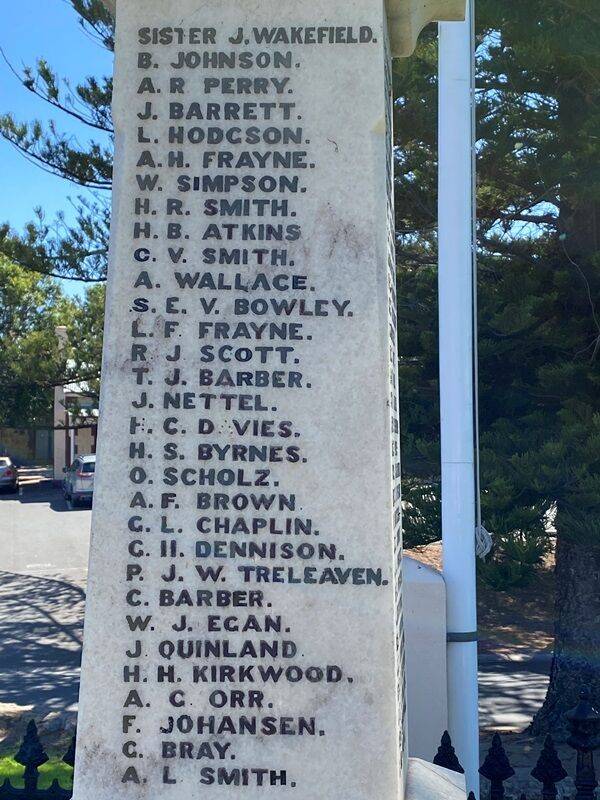 SISTER J. WAKEFIELD.
B. JOHNSON.
A. R PERRY.
J. BARRETT.
L. HODGSON.
A. H. FRAYNE.
W. SIMPSON.
H. R. SMITH.
H. B. ATKINS
C. V. SMITH.
A. WALLACE.
S. E. V. BOWLEY.
L. F. FRAYNE.
R. J. SCOTT.
T. J. BARBER.
J. NETTEL.
H. C. DAVIES.
H. S. BYRNES.
O. SCHOLZ.
A. F. BROWN
G. L. CHAPLIN.
G. H. DENNISON.
P. J. W. TRELEAVEN.
C. BARBER.
W. J. EGAN.
J QUINLAND
H. H. KIRKWOOD.
A. G. ORR.
F. JOHANSEN.
G. BRAY.
A. L SMITH.